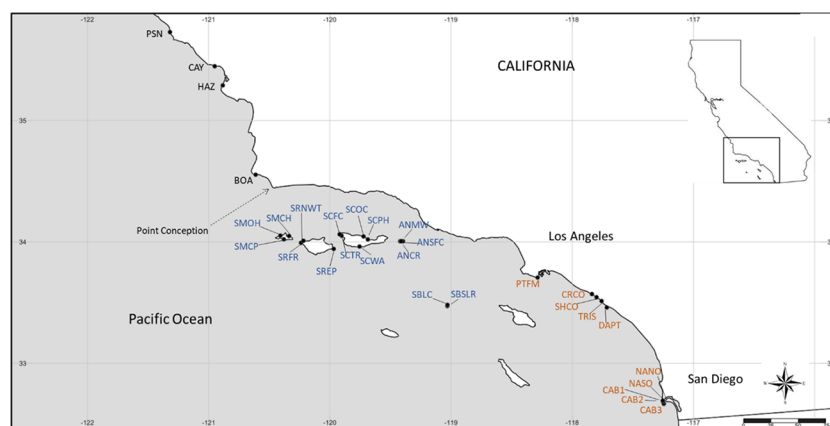 -122 -121 -120 -119 -118 -117
PSN
CAY
HAZ
BOA
CALIFORNIA
35
34
33
Point Conception
SMOH
SMCH
SMCP
SRNWT
SRFR
SREP
SCFC
SCOC
SCPH
SCTR
SCWA
ANMW
ANSFC
ANCR
SBLC
SBSLR
Los Angeles
PTFM
CRCO
SHCO
TRIS
DAPT
Pacific Ocean
NANO
NASO
CAB1
CAB2
CAB3
San Diego
N
-122 -121 -120 -119 -118 -117